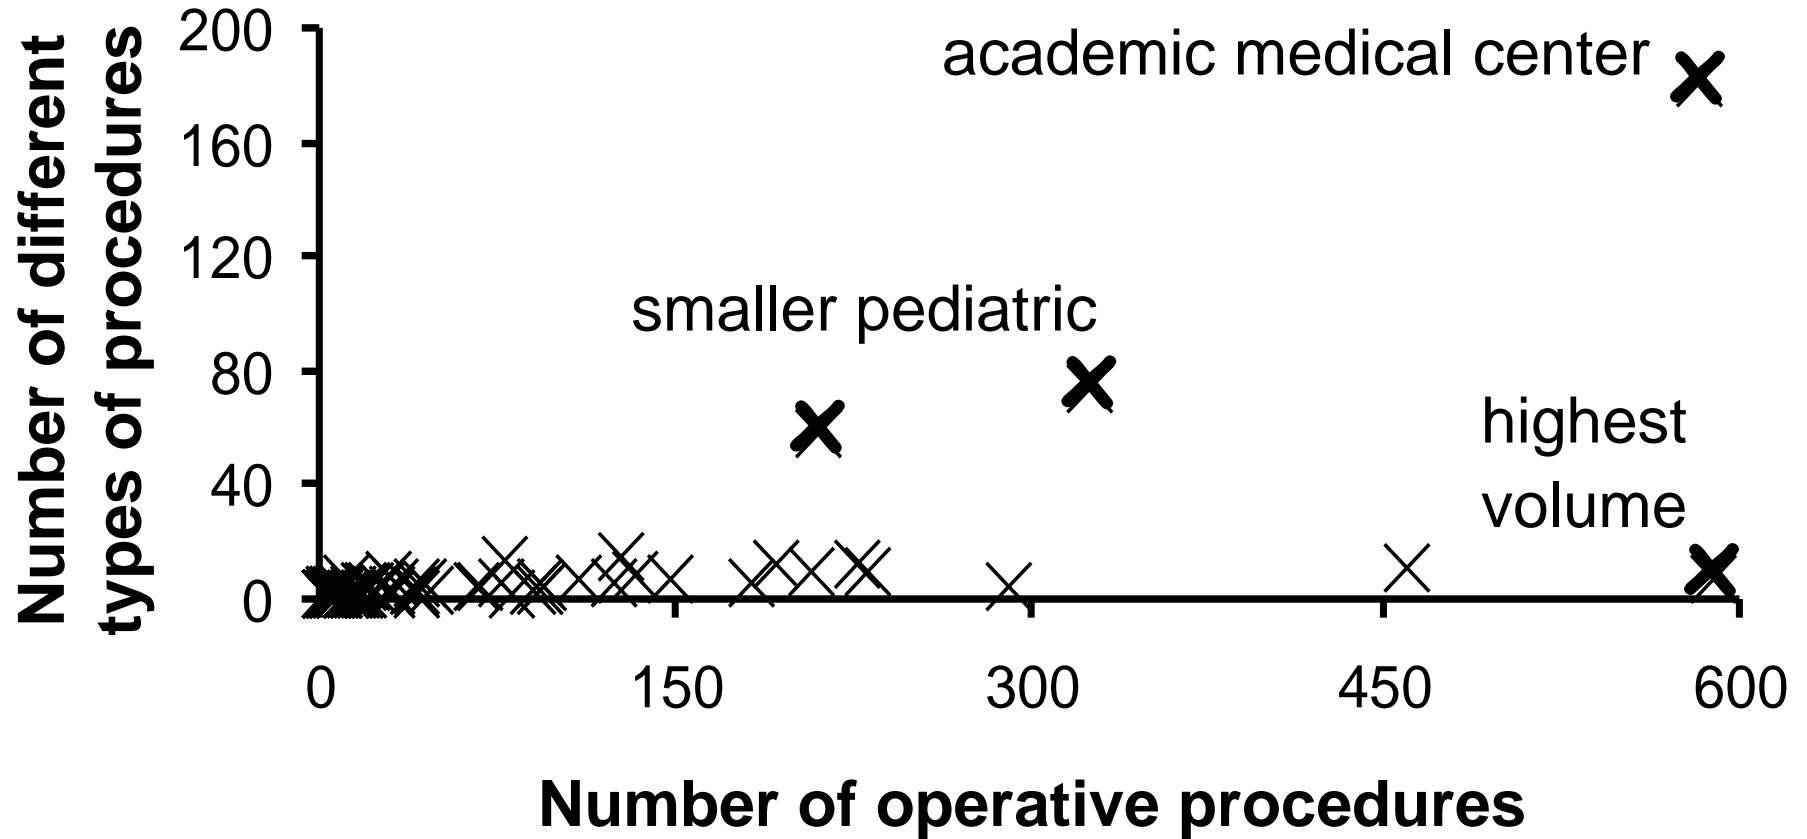 Number of different
types of procedures
200
160
120
80
40
0
academic medical center
smaller pediatric
highest
volume
0 150 300 450 600
Number of operative procedures